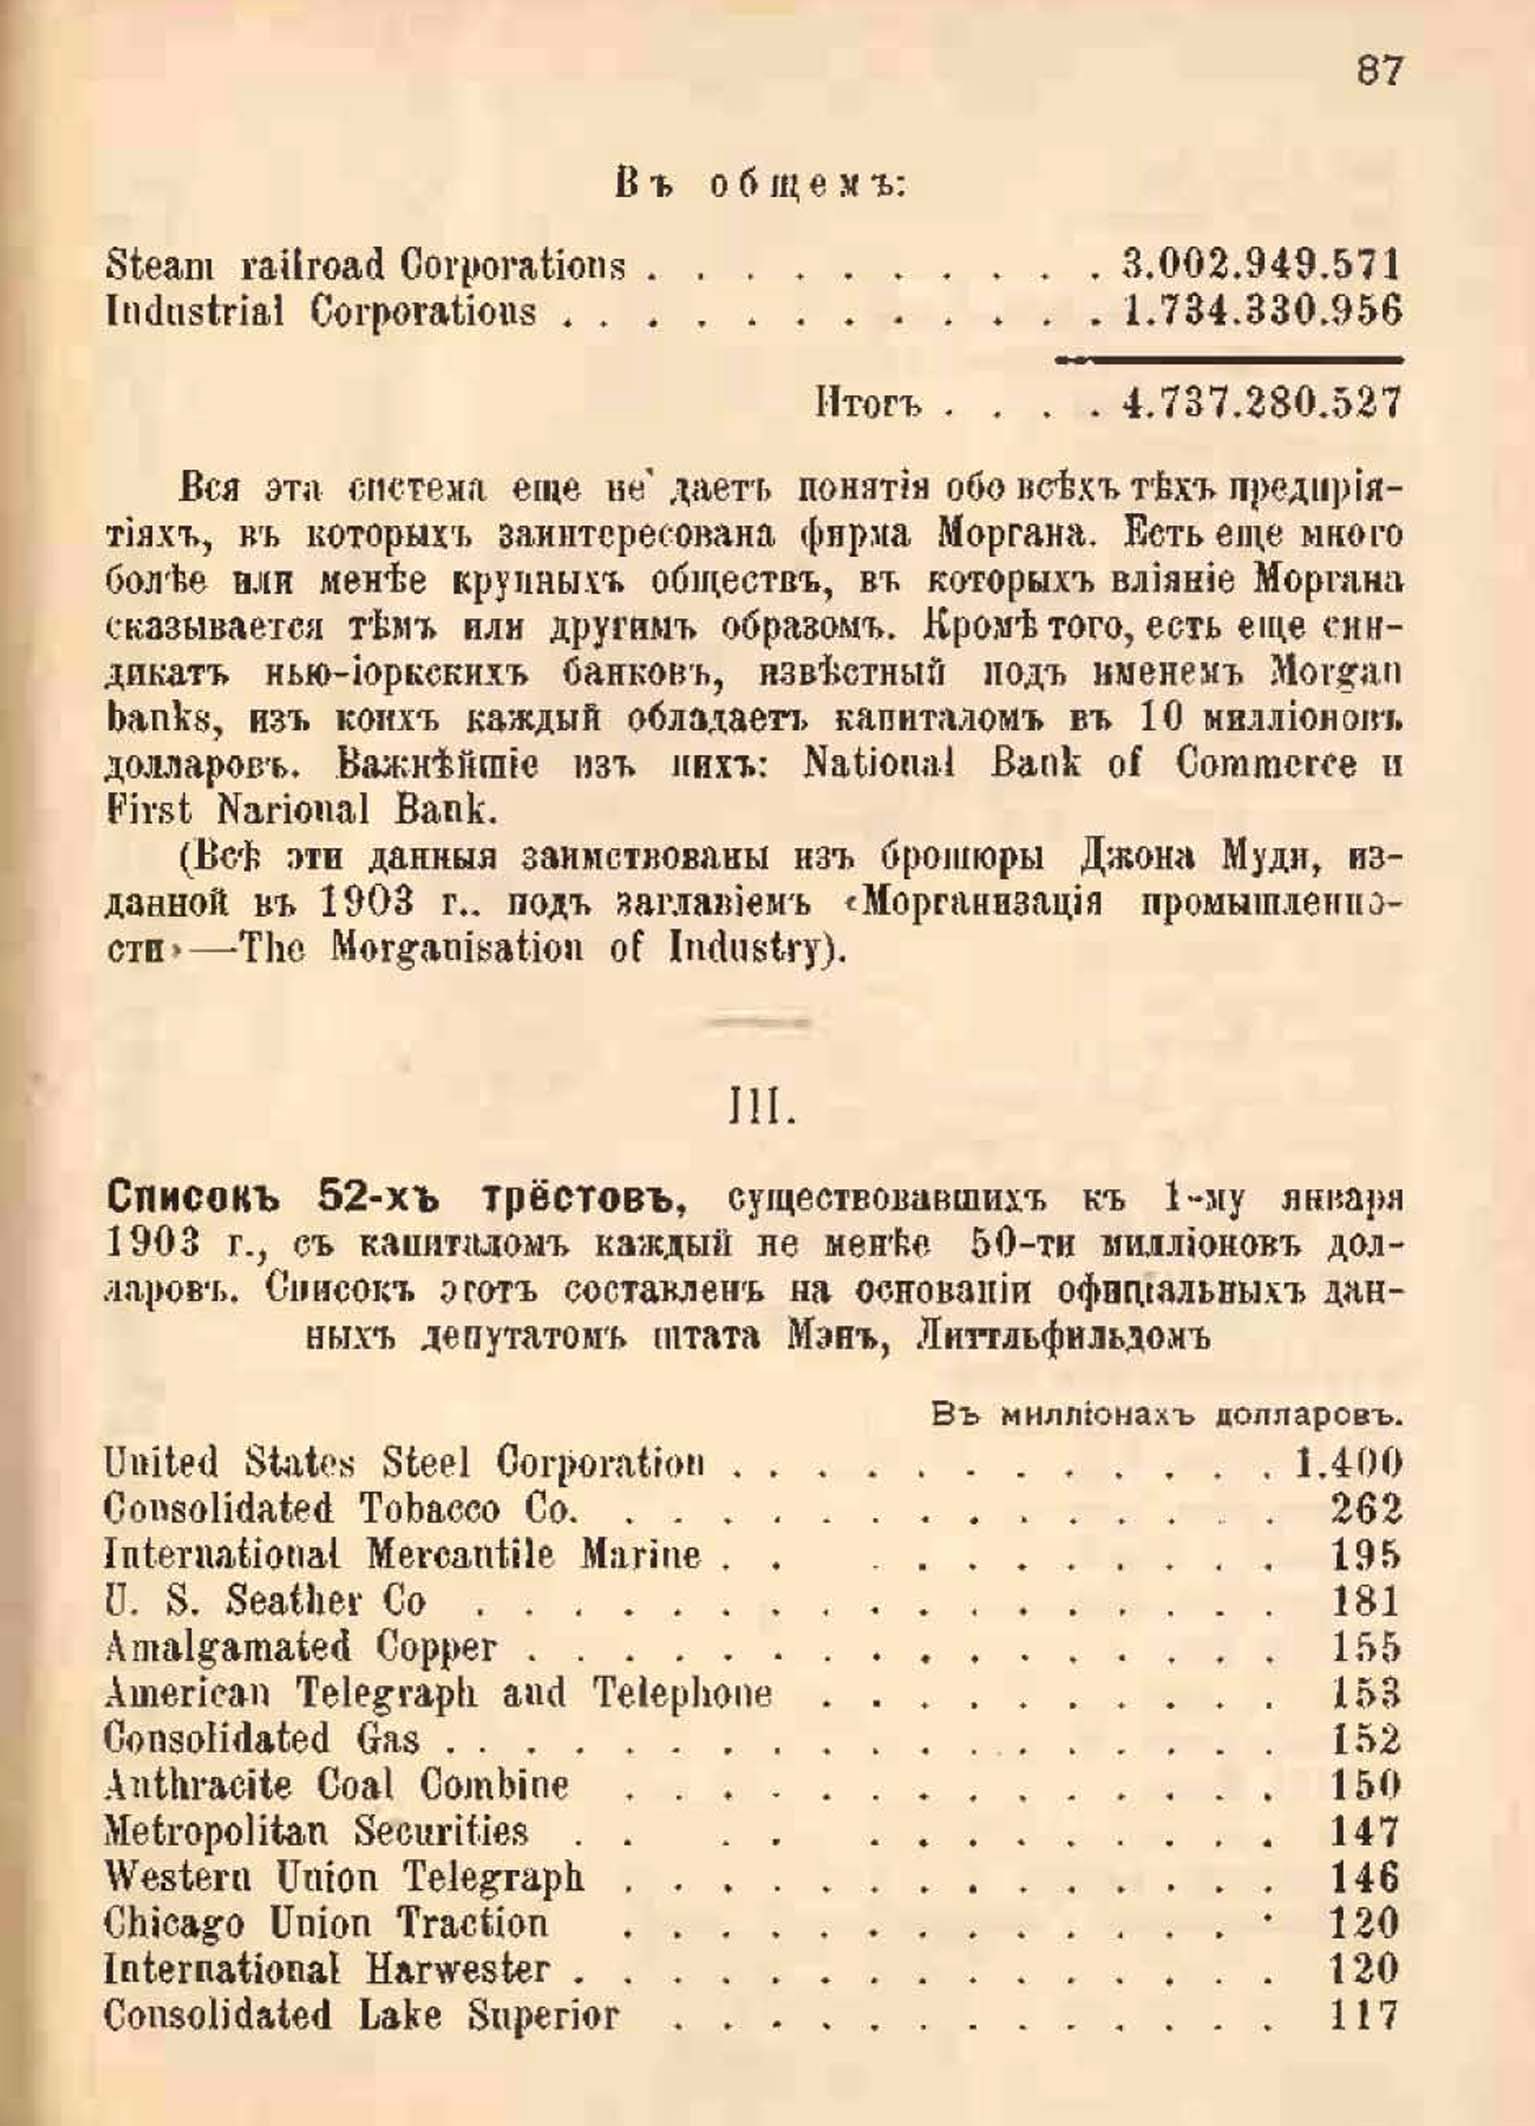 87
Въ общемъ:
Steam railroad Corporations . . . . . . . . . . 3.002.949.571
Industrial Corporations . . . . . . . . . . . . 1.734.330.956
Итогъ . . . . 4.737.280.527
Вся эта система еще не даетъ понятія обо всѣхъ тѣхъ предпрія-
тіяхъ, въ которыхъ заинтересована фирма Моргана. Есть еще много
болѣе или менѣе крупныхъ обществъ, въ которыхъ вліяніе Моргана
сказывается тѣмъ или другимъ образомъ. Кромѣ того, есть еще син-
дикатъ нью-іоркскихъ банковъ, извѣстный подъ именемъ Morgan
banks, изъ коихъ каждый обладаетъ капиталомъ въ 10 милліоновъ
долларовъ. Важнѣйшіе изъ нихъ: National Bank of Commerce и
First Narional Bank.
(Всѣ эти данныя заимствованы изъ брошюры Джона Муди, из-
данной въ 1903 г.. подъ заглавіемъ «Морганизація промышленно-
сти»—The Morganisation of Industry).
III.
Списокъ 52-хъ трёстовъ, существовавшихъ къ 1-му января
1903 г., съ капиталомъ каждый не менѣе 50-ти милліоновъ дол-
ларовъ. Списокъ этотъ составленъ на основаніи офиціальныхъ дан-
ныхъ депутатомъ штата Мэнъ, Литтльфильдомъ
Въ милліонахъ долларовъ.
United States Steel Corporation . . . . . . . . . . . . 1.400
Consolidated Tobacco Co. . . . . . . . . . . . . . . 262
International Mercantile Marine . . . . . . . . . . . 195
U. S. Seather Co . . . . . . . . . . . . . . . . . 181
Amalgamated Copper . . . . . . . . . . . . . . . . 155
American Telegraph and Telephone . . . . . . . . . . 153
Consolidated Gas . . . . . . . . . . . . . . . . . . 152
Anthracite Coal Combine . . . . . . . . . . . . . . 150
Metropolitan Securities . . . . . . . . . . . . . 147
Western Union Telegraph . . . . . . . . . . . . . . 146
Chicago Union Traction . . . . . . . . . . . . . . 120
International Harwester . . . . . . . . . . . . . . . 120
Consolidated Lake Superior . . . . . . . . . . . . . 117